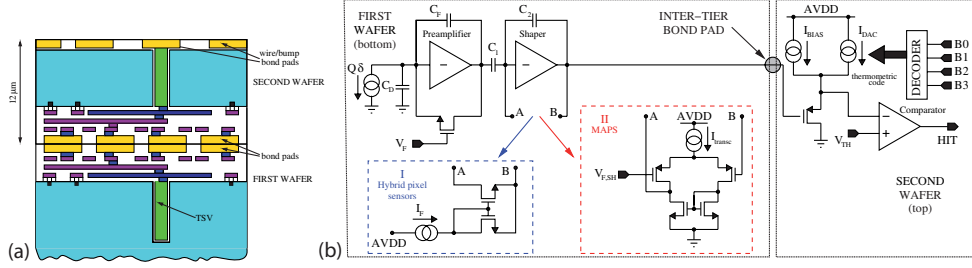 (a)
12 μm
wire/bump
bond pads
SECOND WAFER
bond pads
FIRST WAFER
TSV
(b)
FIRST
WAFER
(bottom)
C_F
Preamplifier
C_1
C_2
Shaper
Q δ
C_D
V_F
A
B
I
Hybrid pixel
sensors
A
B
I_F
AVDD
II
MAPS
A
AVDD
B
I_transc
V_F,SH
INTER-TIER
BOND PAD
AVDD
I_BIAS
I_DAC
thermometric
code
DECODER
B0
B1
B2
B3
Comparator
V_TH
HIT
SECOND
WAFER
(top)